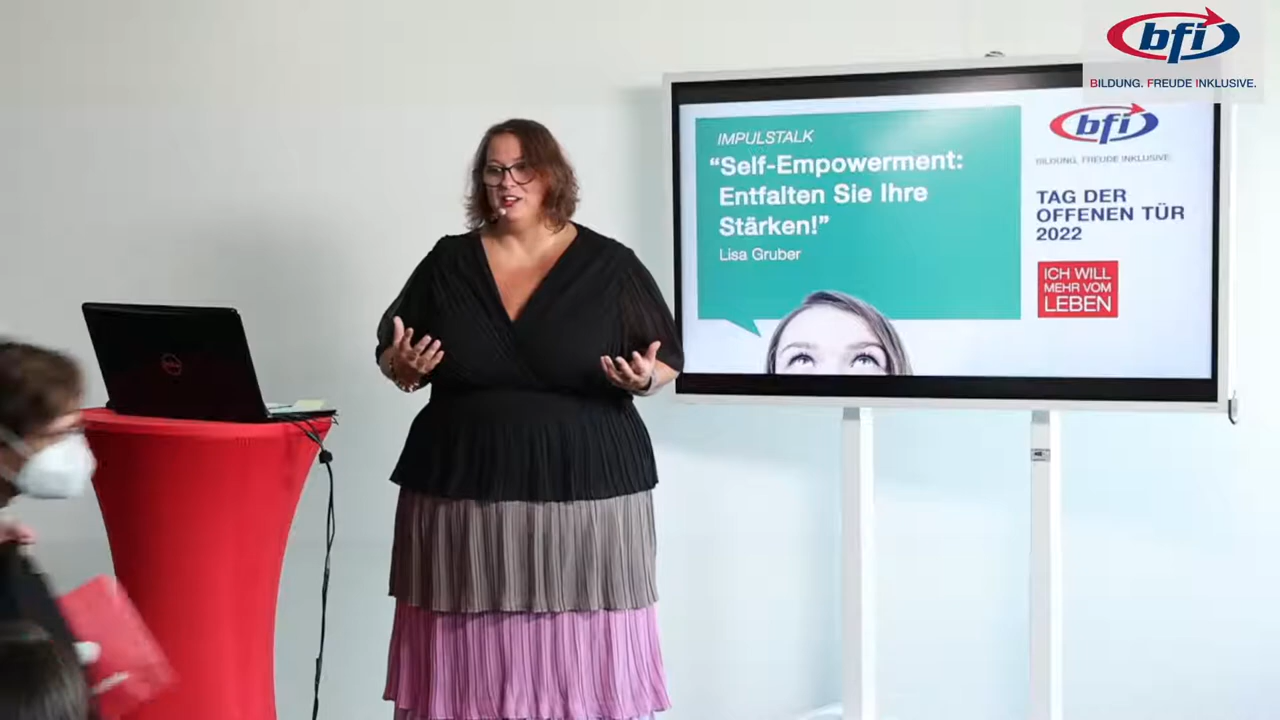 bfi
BILDUNG. FREUDE INKLUSIVE.
IMPULSTALK
“Self-Empowerment:
Entfalten Sie Ihre
Stärken!”
Lisa Gruber
bfi
BILDUNG. FREUDE INKLUSIVE.
TAG DER
OFFENEN TÜR
2022
ICH WILL
MEHR VOM
LEBEN